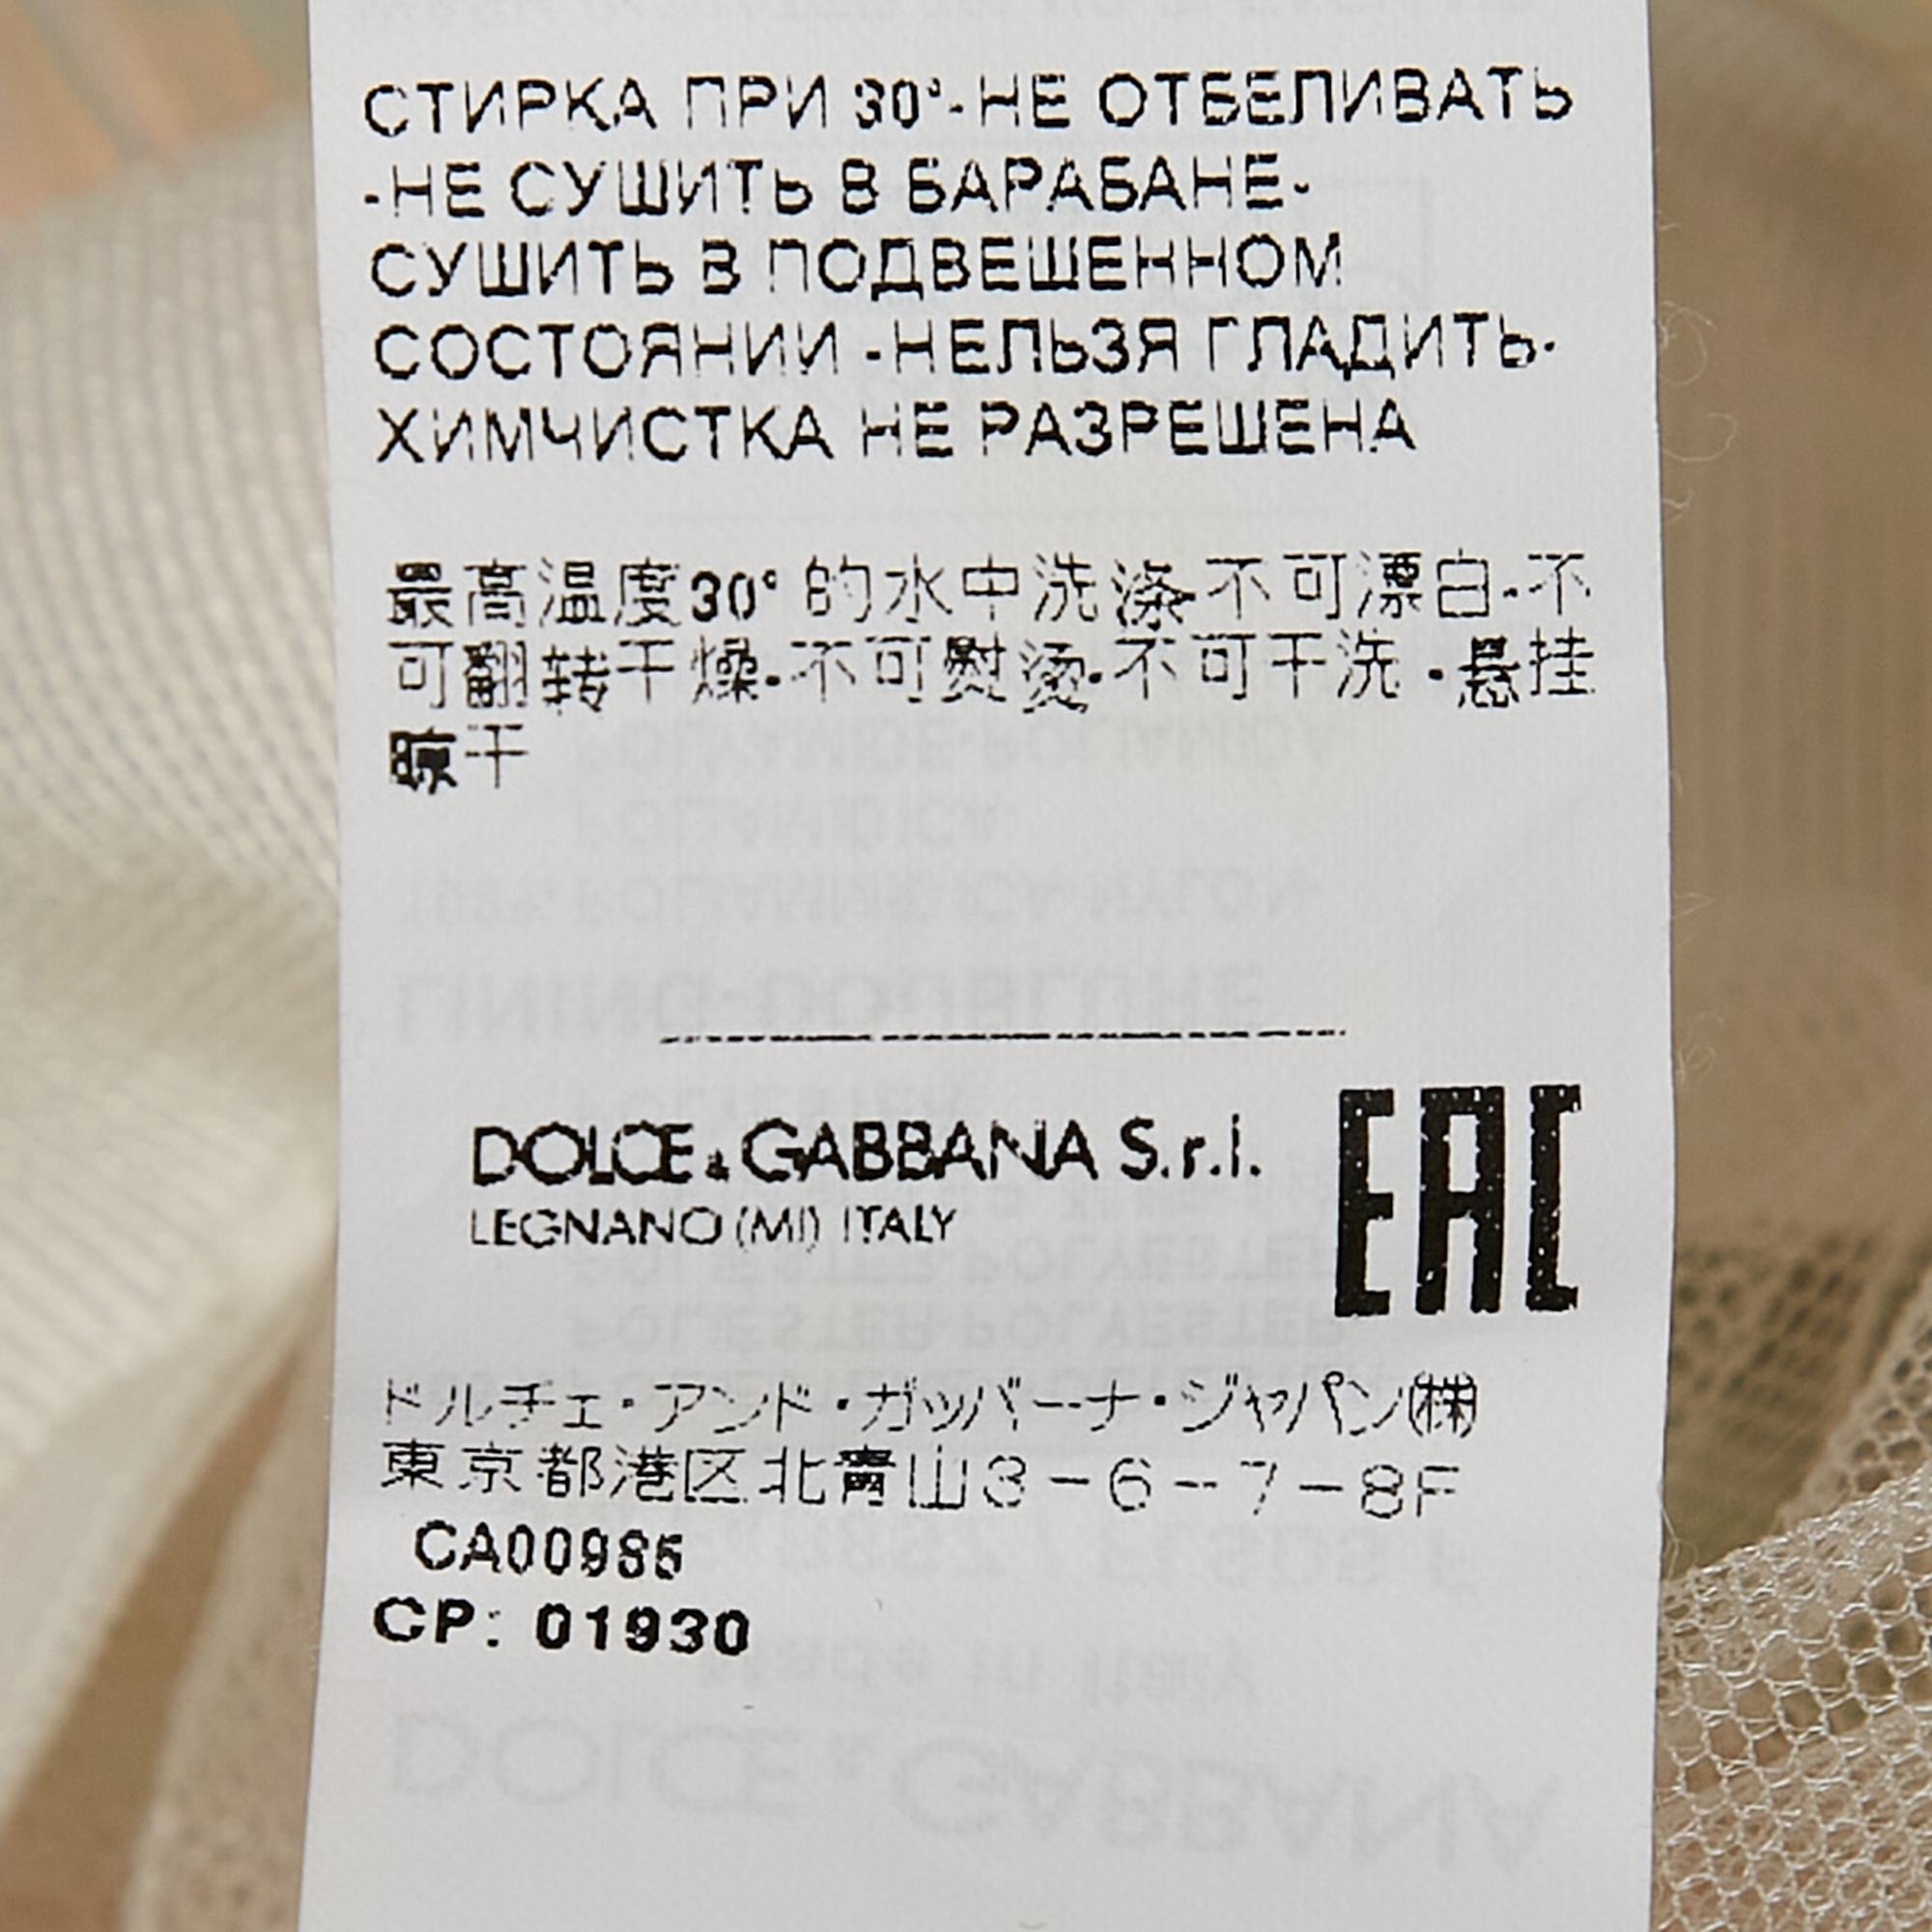 СТИРКА ПРИ 30°-НЕ ОТБЕЛИВАТЬ
-НЕ СУШИТЬ В БАРАБАНЕ-
СУШИТЬ В ПОДВЕШЕННОМ
СОСТОЯНИИ -НЕЛЬЗЯ ГЛАДИТЬ-
ХИМЧИСТКА НЕ РАЗРЕШЕНА
最高温度30° 的水中洗涤-不可漂白-不
可翻转干燥-不可熨烫-不可干洗 -悬挂
晾干
DOLCE & GABBANA S.r.l.
LEGNANO (MI) ITALY
EAC
ドルチェ・アンド・ガッバーナ・ジャパン㈱
東京都港区北青山3-6-7-8F
CA00985
CP: 01930